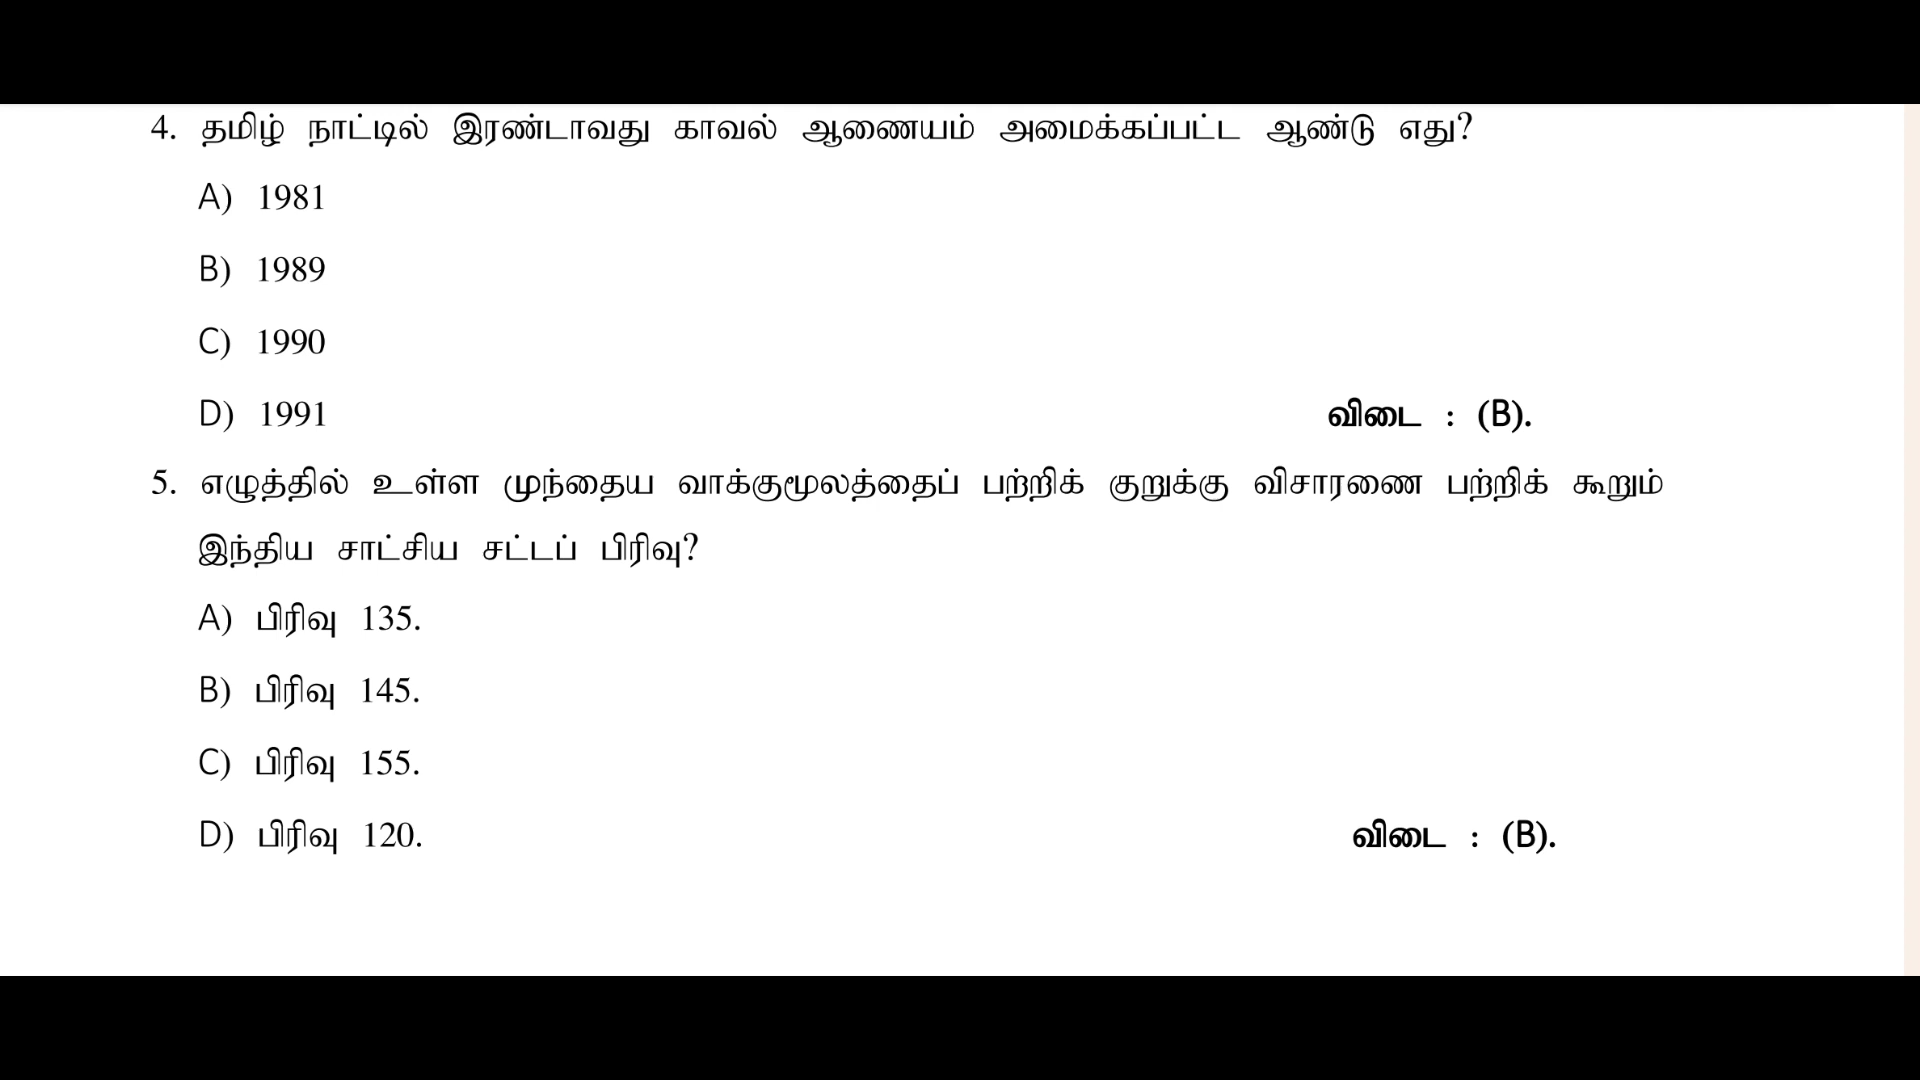 4. தமிழ் நாட்டில் இரண்டாவது காவல் ஆணையம் அமைக்கப்பட்ட ஆண்டு எது?
A) 1981
B) 1989
C) 1990
D) 1991 விடை : (B).
5. எழுத்தில் உள்ள முந்தைய வாக்குமூலத்தைப் பற்றிக் குறுக்கு விசாரணை பற்றிக் கூறும்
இந்திய சாட்சிய சட்டப் பிரிவு?
A) பிரிவு 135.
B) பிரிவு 145.
C) பிரிவு 155.
D) பிரிவு 120. விடை : (B).